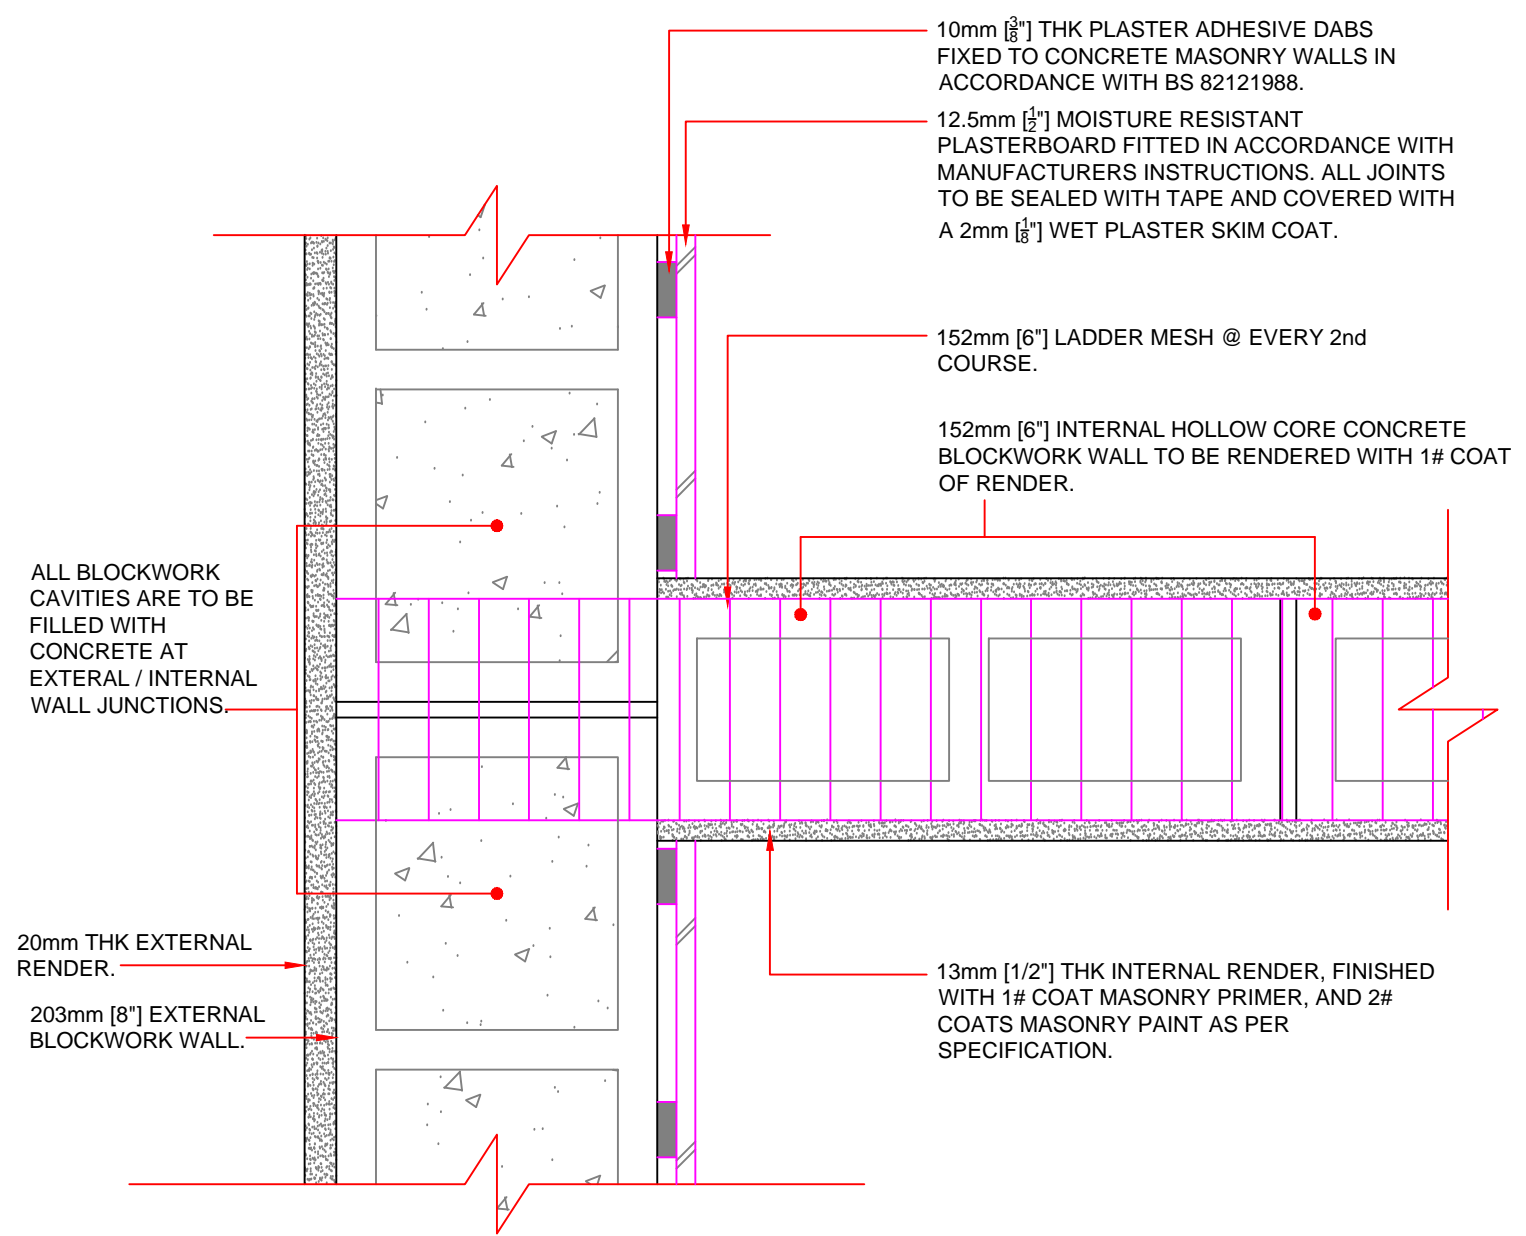 10mm [3/8"] THK PLASTER ADHESIVE DABS
FIXED TO CONCRETE MASONRY WALLS IN
ACCORDANCE WITH BS 82121988.
12.5mm [1/2"] MOISTURE RESISTANT
PLASTERBOARD FITTED IN ACCORDANCE WITH
MANUFACTURERS INSTRUCTIONS. ALL JOINTS
TO BE SEALED WITH TAPE AND COVERED WITH
A 2mm [1/8"] WET PLASTER SKIM COAT.
152mm [6"] LADDER MESH @ EVERY 2nd
COURSE.
152mm [6"] INTERNAL HOLLOW CORE CONCRETE
BLOCKWORK WALL TO BE RENDERED WITH 1# COAT
OF RENDER.
ALL BLOCKWORK
CAVITIES ARE TO BE
FILLED WITH
CONCRETE AT
EXTERAL / INTERNAL
WALL JUNCTIONS.
20mm THK EXTERNAL
RENDER.
203mm [8"] EXTERNAL
BLOCKWORK WALL.
13mm [1/2"] THK INTERNAL RENDER, FINISHED
WITH 1# COAT MASONRY PRIMER, AND 2#
COATS MASONRY PAINT AS PER
SPECIFICATION.